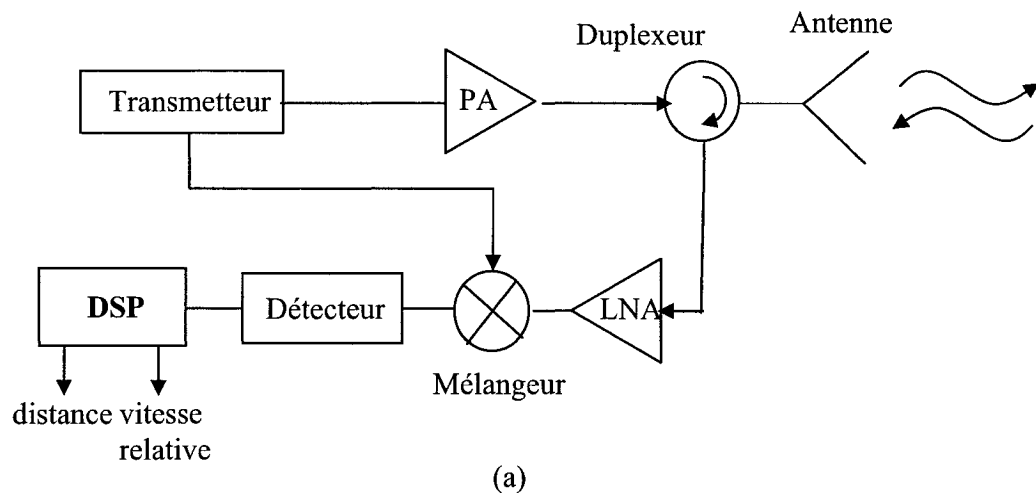 Antenne
Duplexeur
Transmetteur
PA
DSP
Détecteur
LNA
Mélangeur
distance vitesse
relative
(a)